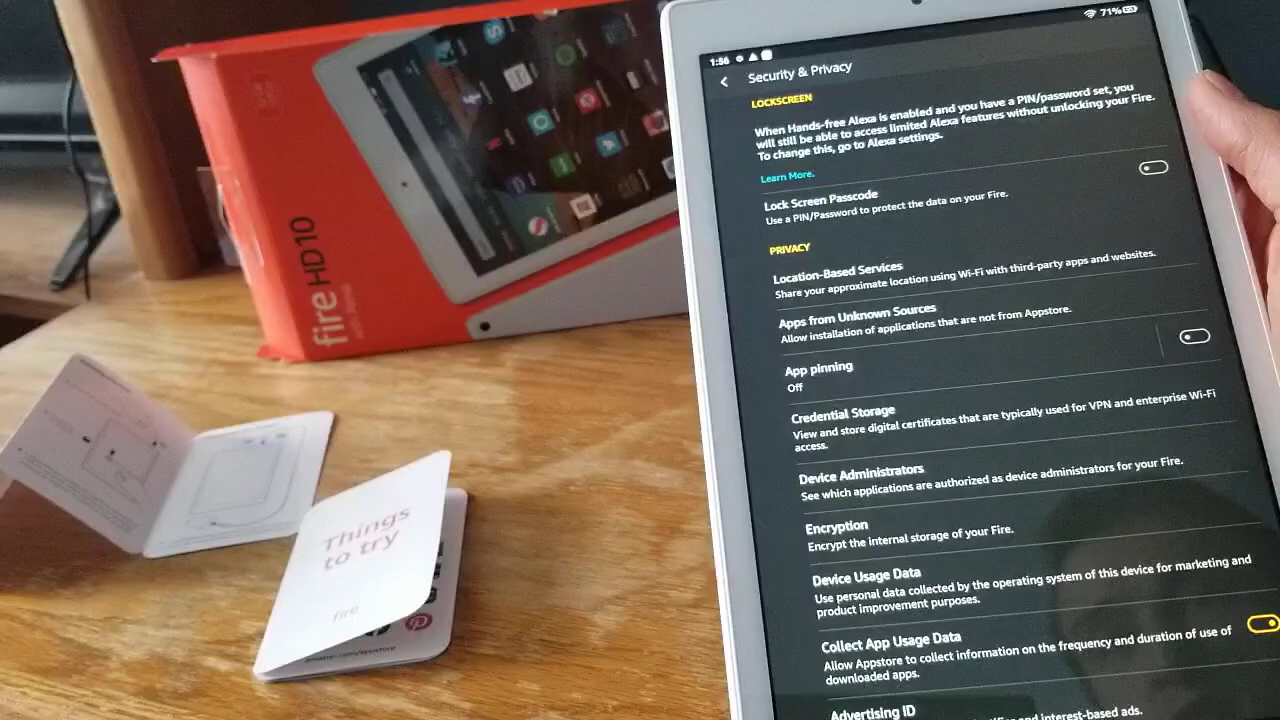 fire HD10
Things
to try
fire
amazon.com/appstore
1:56
71%
Security & Privacy
LOCKSCREEN
When Hands-free Alexa is enabled and you have a PIN/password set, you
will still be able to access limited Alexa features without unlocking your Fire.
To change this, go to Alexa settings.
Learn More.
Lock Screen Passcode
Use a PIN/Password to protect the data on your Fire.
PRIVACY
Location-Based Services
Share your approximate location using Wi-Fi with third-party apps and websites.
Apps from Unknown Sources
Allow installation of applications that are not from Appstore.
App pinning
Off
Credential Storage
View and store digital certificates that are typically used for VPN and enterprise Wi-Fi
access.
Device Administrators
See which applications are authorized as device administrators for your Fire.
Encryption
Encrypt the internal storage of your Fire.
Device Usage Data
Use personal data collected by the operating system of this device for marketing and
product improvement purposes.
Collect App Usage Data
Allow Appstore to collect information on the frequency and duration of use of
downloaded apps.
Advertising ID
and interest-based ads.